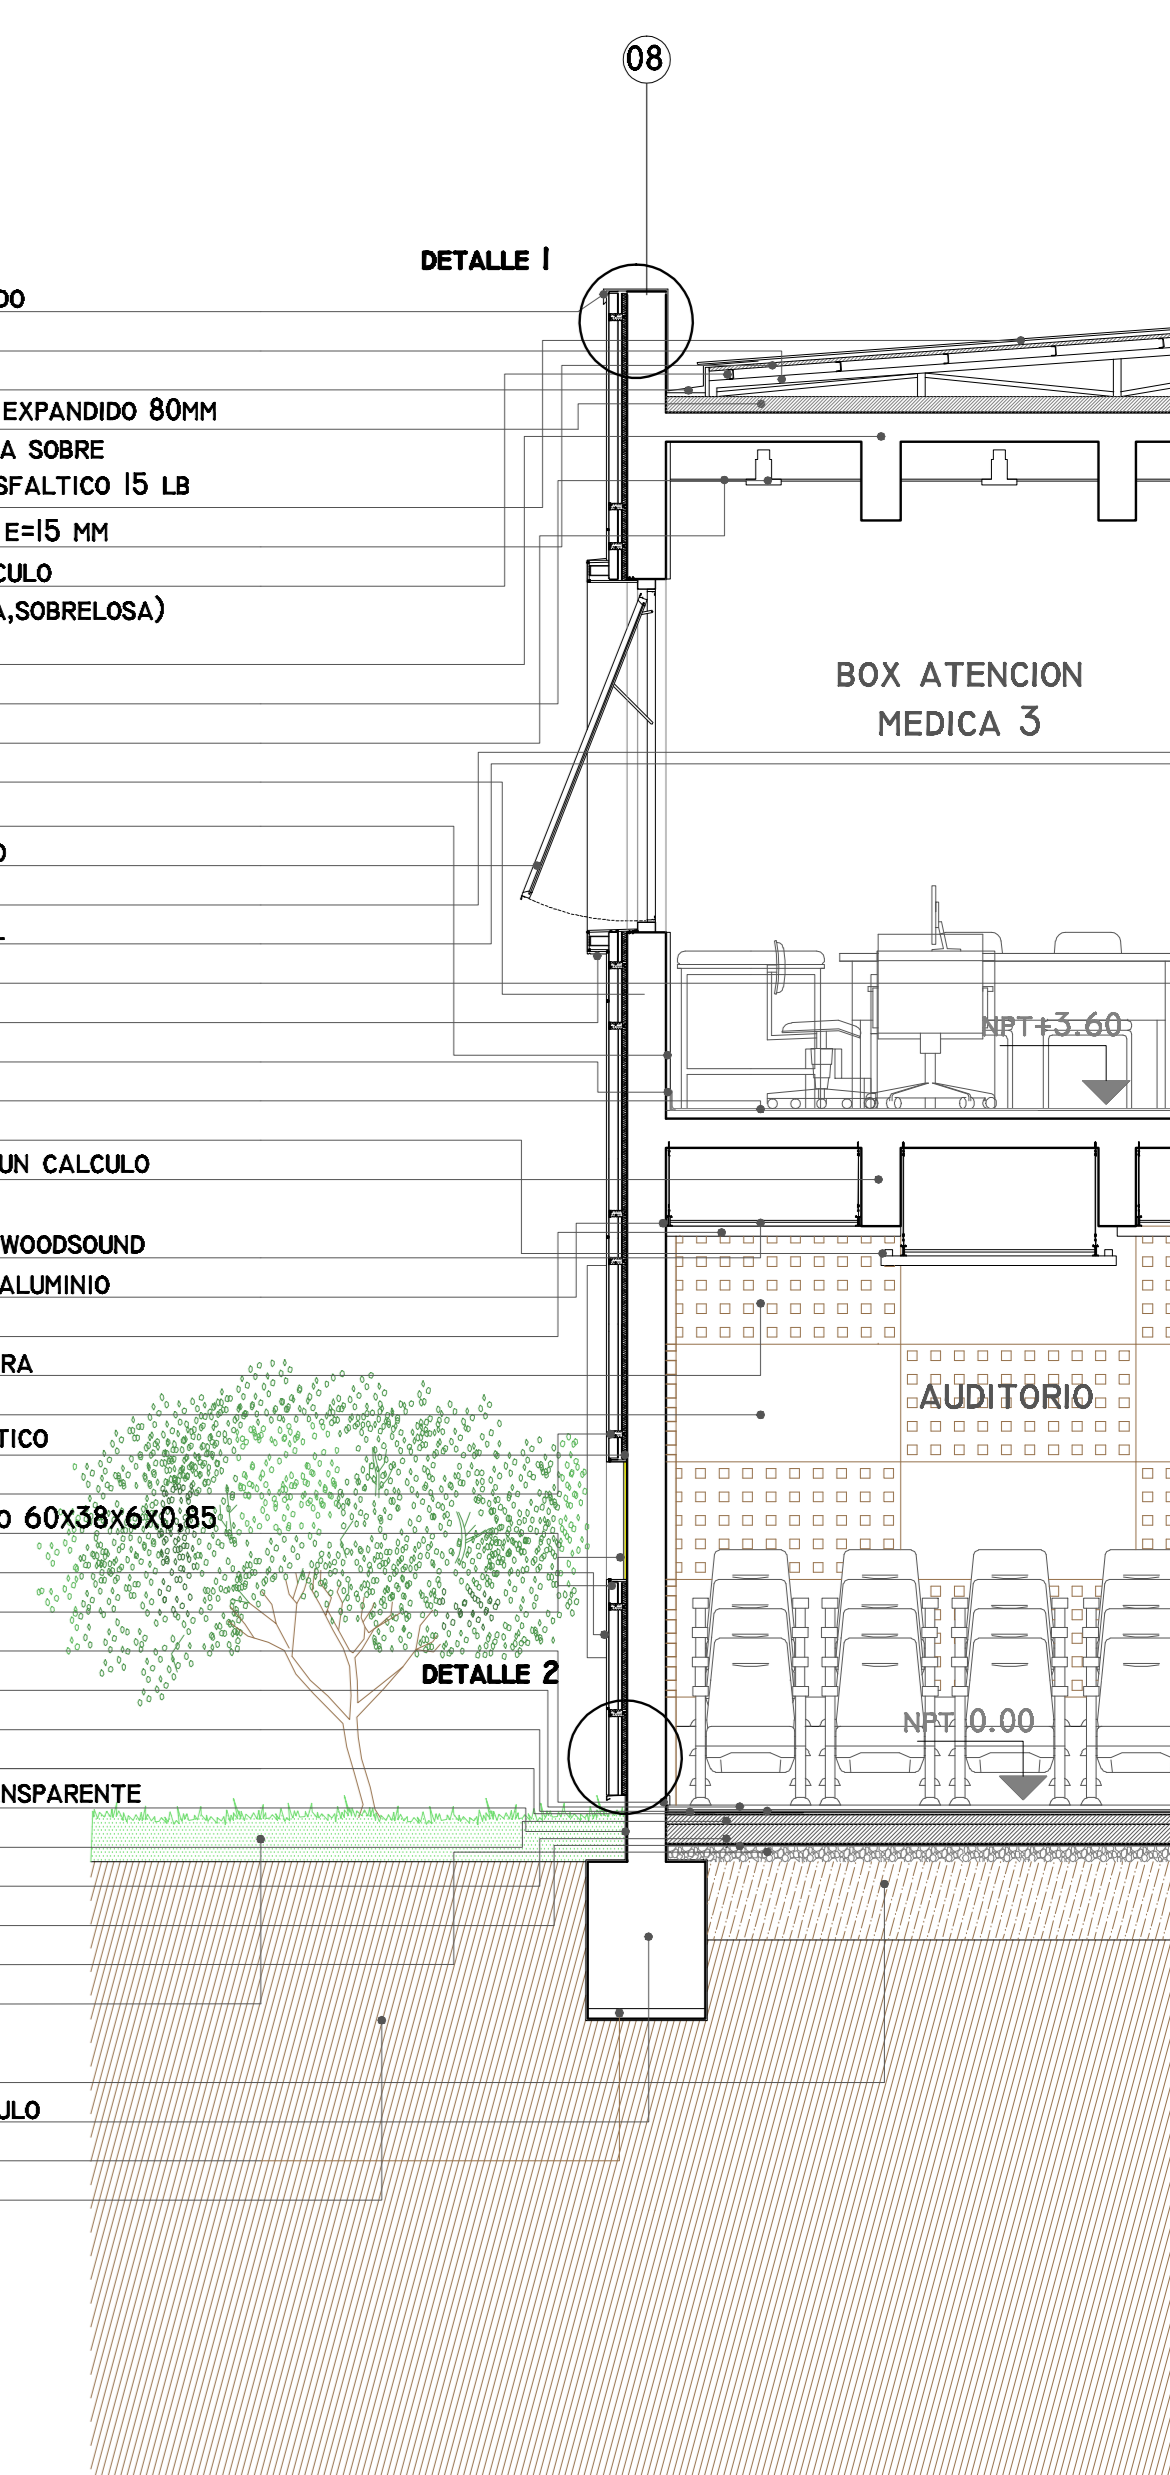 08
DETALLE 1
DO
EXPANDIDO 80MM
A SOBRE
SFALTICO 15 LB
E=15 MM
CULO
A,SOBRELOSA)
BOX ATENCION
MEDICA 3
O
L
NPT+3.60
UN CALCULO
WOODSOUND
ALUMINIO
RA
AUDITORIO
TICO
O 60X38X6X0,85
DETALLE 2
NPT 0.00
NSPARENTE
ULO